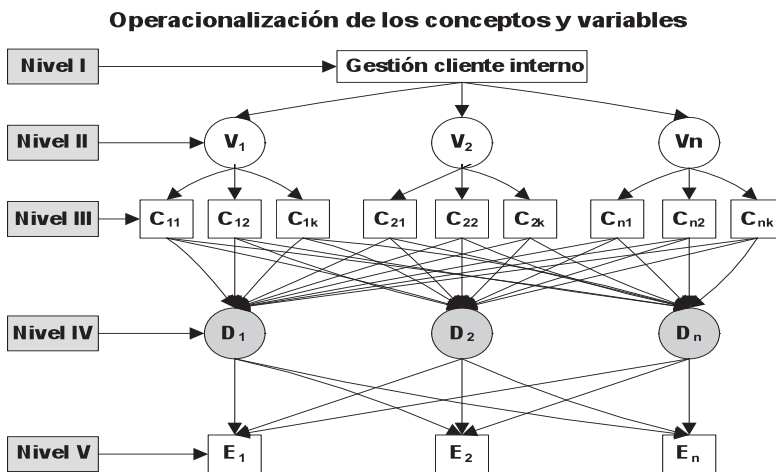 Operacionalización de los conceptos y variables
Nivel I
Gestión cliente interno
Nivel II
V1
V2
Vn
Nivel III
C11
C12
C1k
C21
C22
C2k
Cn1
Cn2
Cnk
Nivel IV
D1
D2
Dn
Nivel V
E1
E2
En